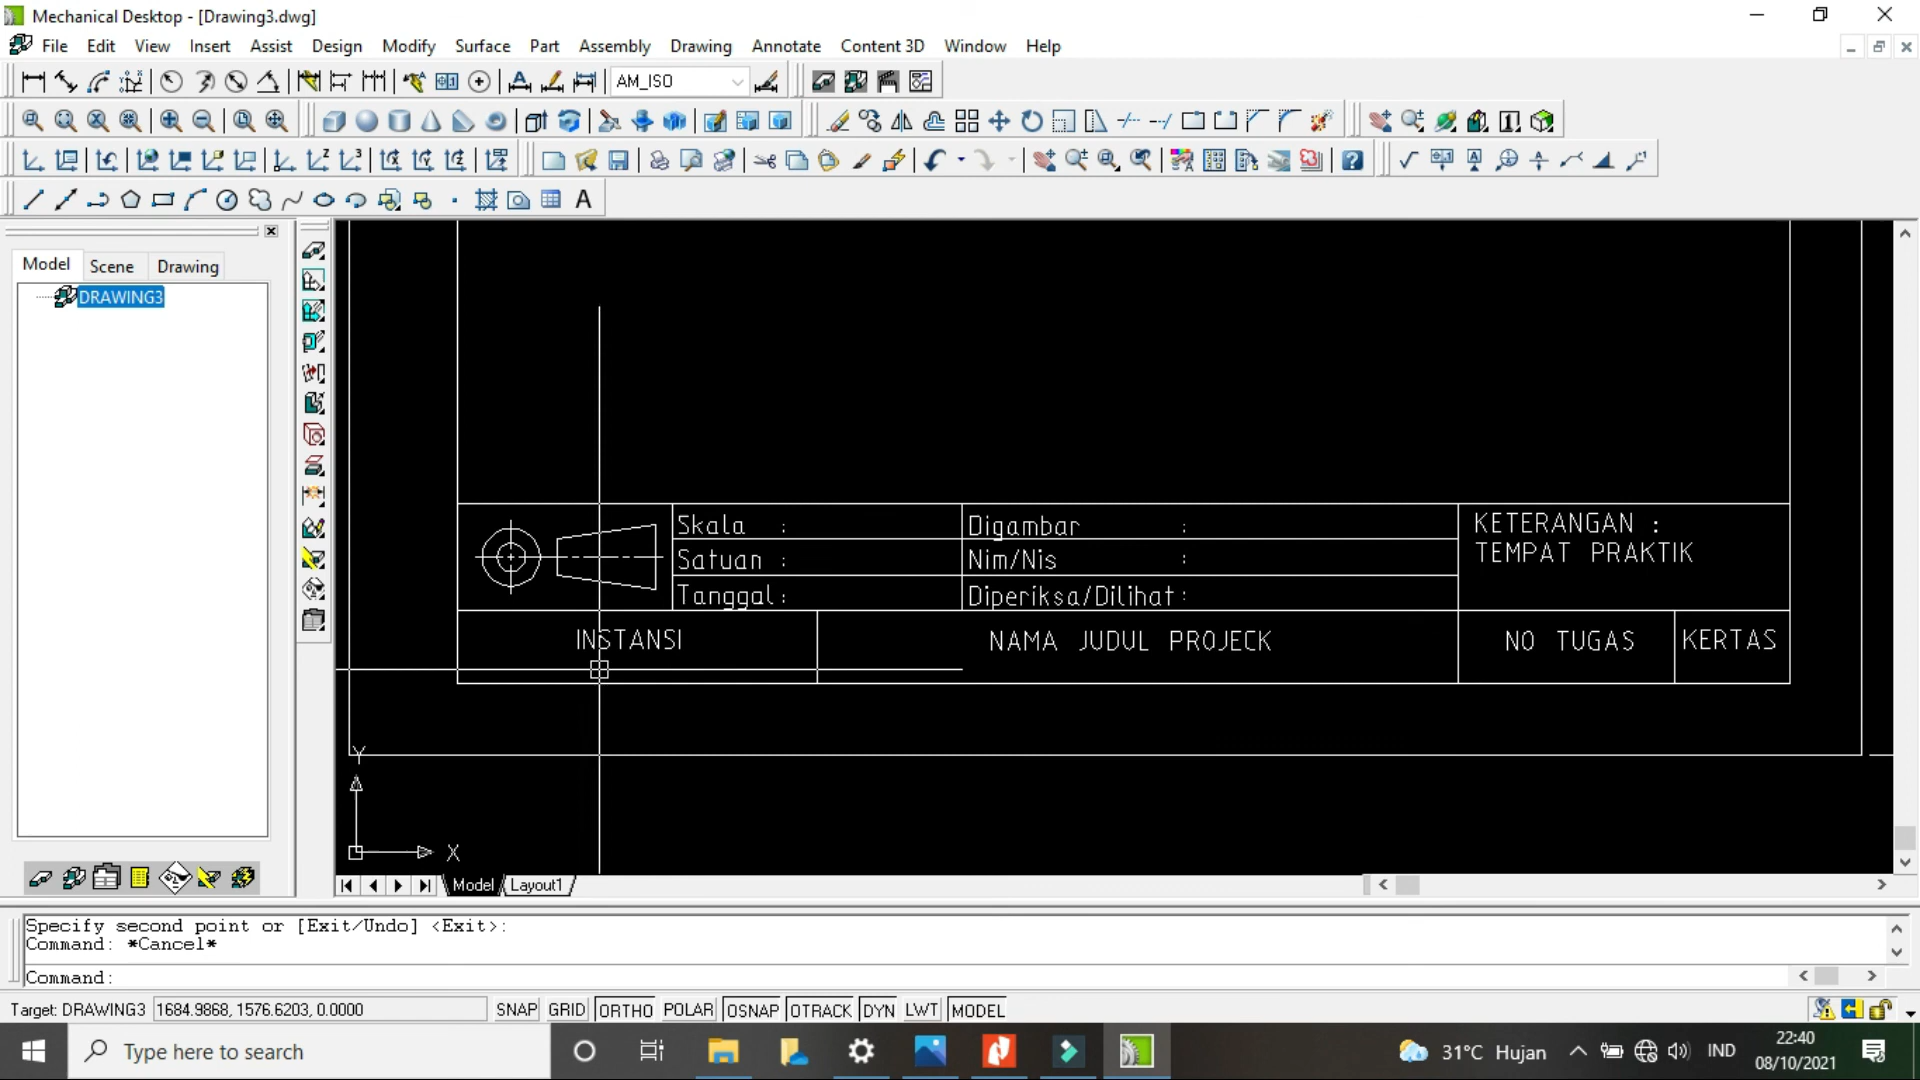 Mechanical Desktop - [Drawing3.dwg]
File Edit View Insert Assist Design Modify Surface Part Assembly Drawing Annotate Content 3D Window Help
AM_ISO
Model Scene Drawing
DRAWING3
Skala : Digambar : KETERANGAN :
Satuan : Nim/Nis : TEMPAT PRAKTIK
Tanggal : Diperiksa/Dilihat :
INSTANSI NAMA JUDUL PROJECK NO TUGAS KERTAS
Y
X
Model Layout1
Specify second point or [Exit/Undo] <Exit>:
Command: *Cancel*
Command:
Target: DRAWING3 1684.9868, 1576.6203, 0.0000 SNAP GRID ORTHO POLAR OSNAP OTRACK DYN LWT MODEL
Type here to search 31°C Hujan IND 22:40
08/10/2021